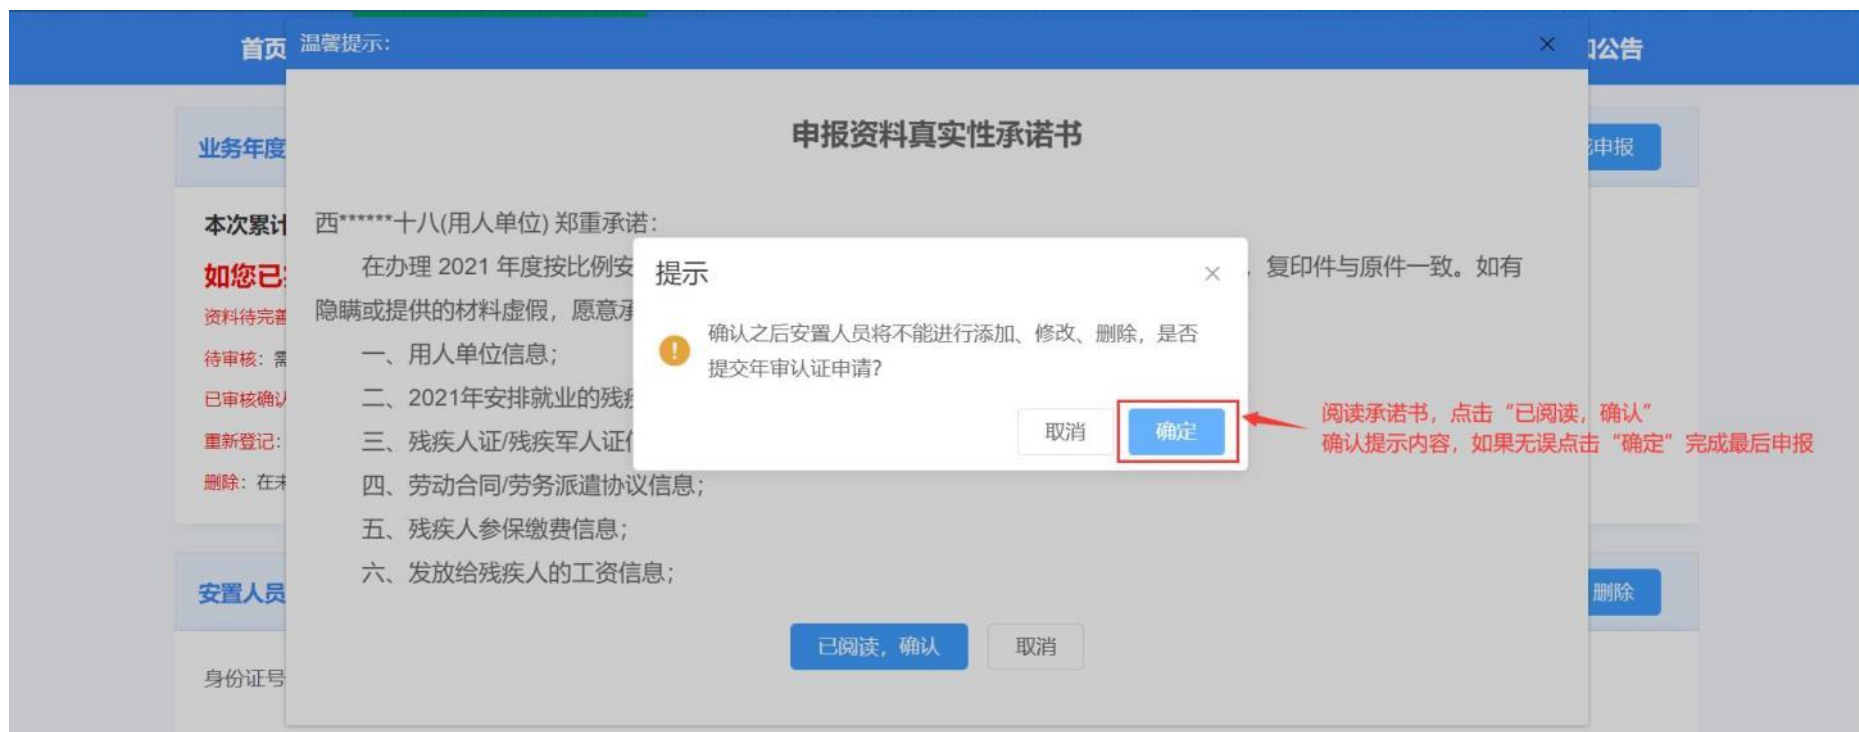 首页
温馨提示:
×
口公告
业务年度
申报资料真实性承诺书
申报
本次累计
西******十八(用人单位) 郑重承诺:
在办理 2021 年度按比例安
提示
×
, 复印件与原件一致。如有
如您已
隐瞒或提供的材料虚假，愿意承
资料待完善
确认之后安置人员将不能进行添加、修改、删除，是否
提交年审认证申请?
待审核: 需
一、用人单位信息;
已审核确认
二、2021年安排就业的残疾
取消
确定
阅读承诺书，点击“已阅读，确认”
确认提示内容，如果无误点击“确定”完成最后申报
重新登记:
三、残疾人证/残疾军人证信
删除: 在未
四、劳动合同/劳务派遣协议信息;
五、残疾人参保缴费信息;
六、发放给残疾人的工资信息;
安置人员
删除
已阅读，确认
取消
身份证号